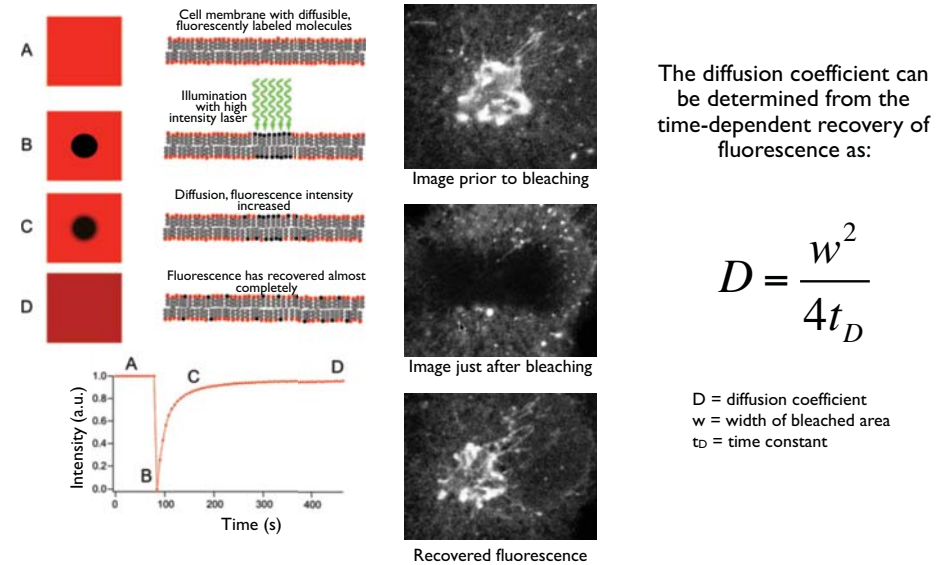 A
Cell membrane with diffusible,
fluorescently labeled molecules
B
Illumination
with high
intensity laser
C
Diffusion, fluorescence intensity
increased
D
Fluorescence has recovered almost
completely
Intensity (a.u.)
1.0
0.8
0.6
0.4
0.2
0.0
A
B
C
D
0
100
200
300
400
Time (s)
Image prior to bleaching
Image just after bleaching
Recovered fluorescence
The diffusion coefficient can
be determined from the
time-dependent recovery of
fluorescence as:
D = w² / 4t_D
D = diffusion coefficient
w = width of bleached area
tD = time constant